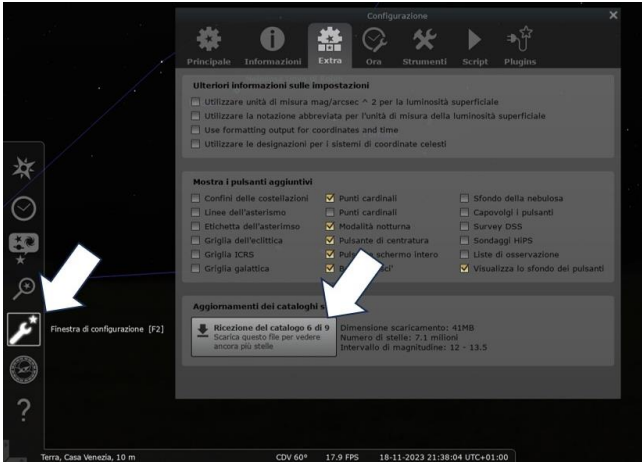 Configurazione
Principale Informazioni Extra Ora Strumenti Script Plugins
Ulteriori informazioni sulle impostazioni
Utilizzare unità di misura mag/arcsec ^ 2 per la luminosità superficiale
Utilizzare la notazione abbreviata per l'unità di misura della luminosità superficiale
Use formatting output for coordinates and time
Utilizzare le designazioni per i sistemi di coordinate celesti
Mostra i pulsanti aggiuntivi
Confini delle costellazioni Punti cardinali Sfondo della nebulosa
Linee dell'asterismo Punti cardinali Capovolgi i pulsanti
Etichetta dell'asterimso Modalità notturna Survey DSS
Griglia dell'eclittica Pulsante di centratura Sondaggi HiPS
Griglia ICRS schermo intero Liste di osservazione
Griglia galattica Visualizza lo sfondo dei pulsanti
Aggiornamenti dei cataloghi
Ricezione del catalogo 6 di 9 Dimensione scaricamento: 41MB
Scarica questo file per vedere Numero di stelle: 7.1 milioni
ancora più stelle Intervallo di magnitudine: 12 - 13.5
Finestra di configurazione [F2]
?
Terra, Casa Venezia, 10 m CDV 60° 17.9 FPS 18-11-2023 21:38:04 UTC+01:00